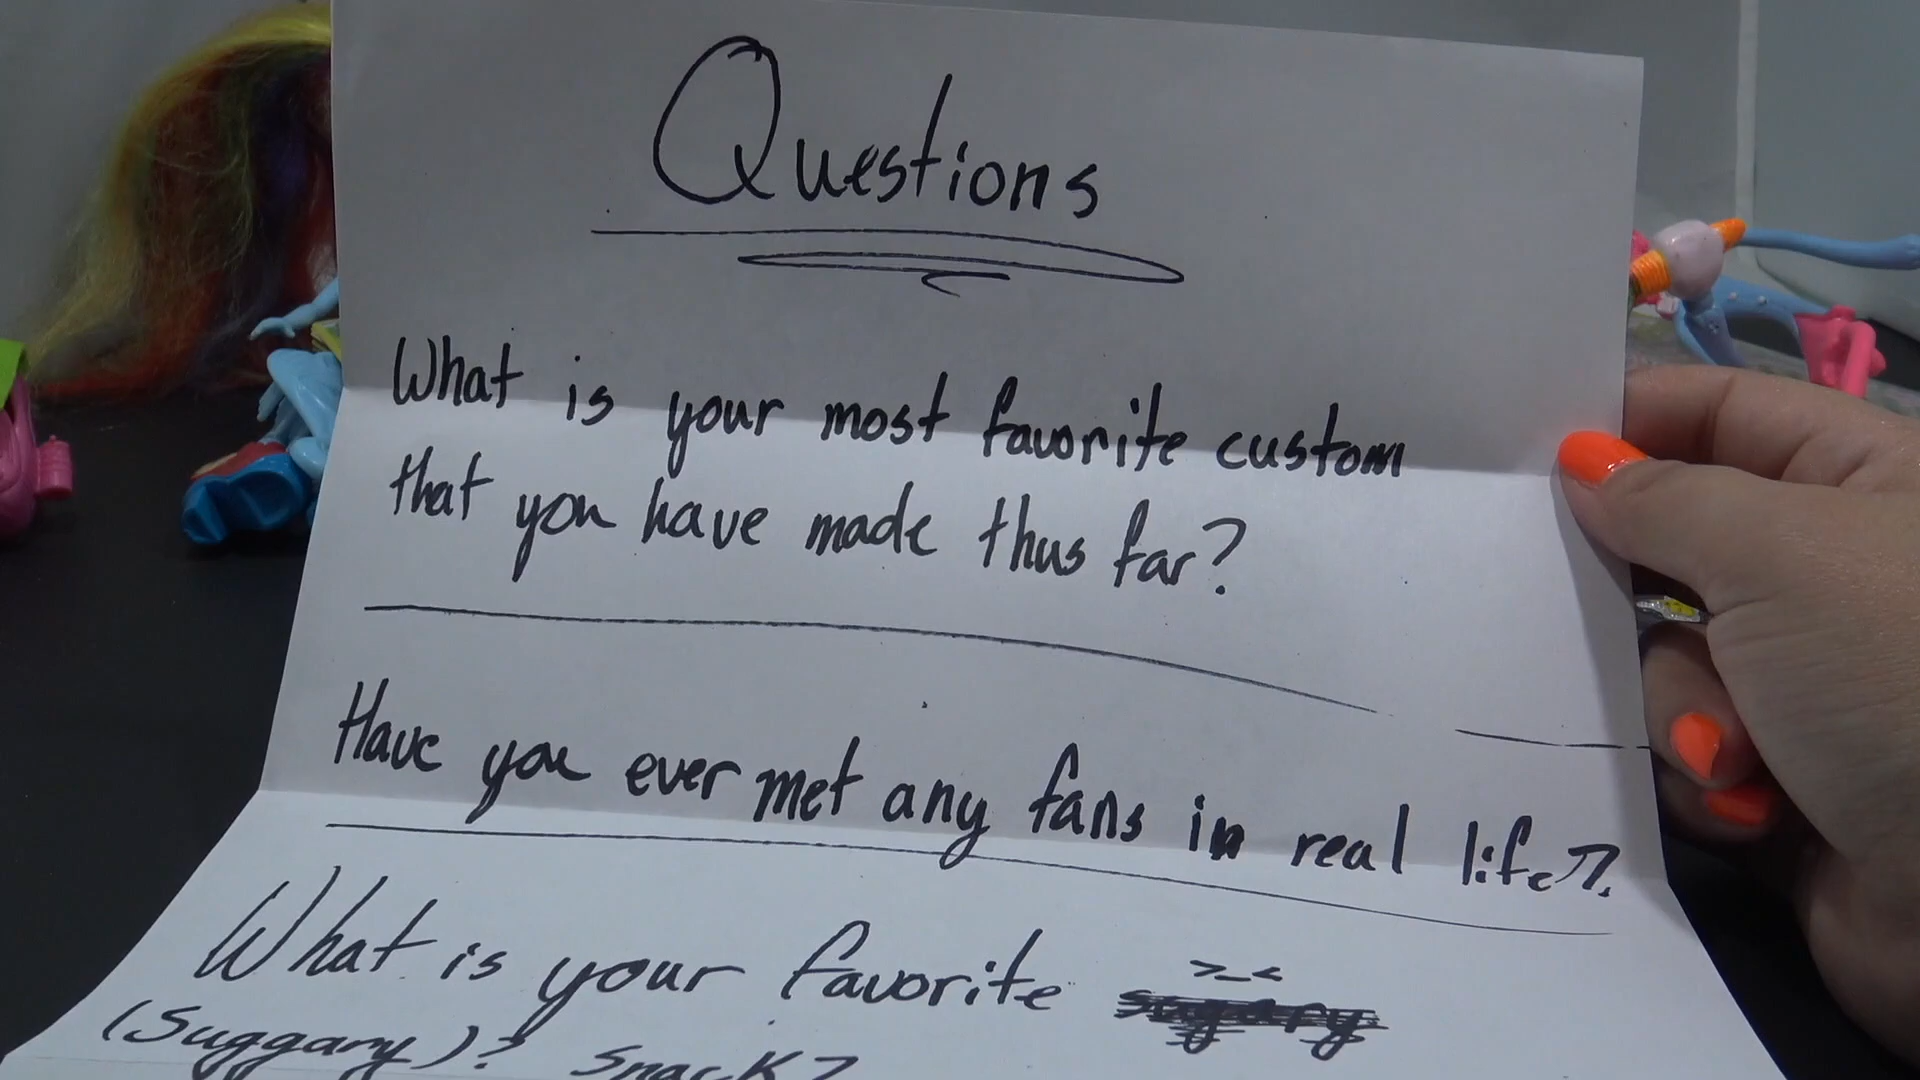 Questions
What is your most favorite custom
that you have made thus far?
Have you ever met any fans in real life?
What is your favorite >_<
(Suggary)? Snack?